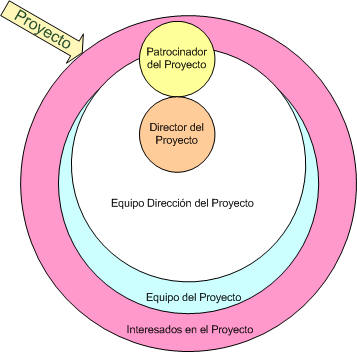 Proyecto
Patrocinador
del Proyecto
Director del
Proyecto
Equipo Dirección del Proyecto
Equipo del Proyecto
Interesados en el Proyecto